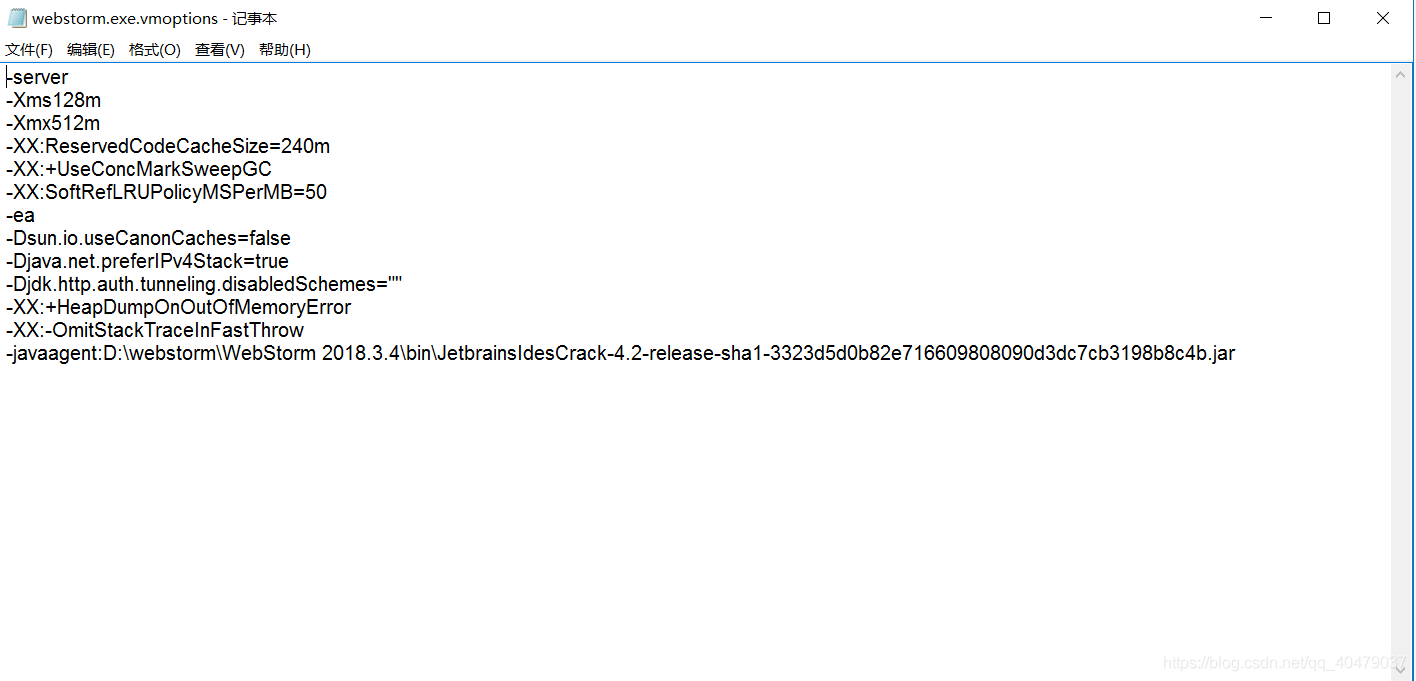 webstorm.exe.vmoptions - 记事本
文件(F) 编辑(E) 格式(O) 查看(V) 帮助(H)
-server
-Xms128m
-Xmx512m
-XX:ReservedCodeCacheSize=240m
-XX:+UseConcMarkSweepGC
-XX:SoftRefLRUPolicyMSPerMB=50
-ea
-Dsun.io.useCanonCaches=false
-Djava.net.preferIPv4Stack=true
-Djdk.http.auth.tunneling.disabledSchemes=""
-XX:+HeapDumpOnOutOfMemoryError
-XX:-OmitStackTraceInFastThrow
-javaagent:D:\webstorm\WebStorm 2018.3.4\bin\JetbrainsIdesCrack-4.2-release-sha1-3323d5d0b82e716609808090d3dc7cb3198b8c4b.jar
https://blog.csdn.net/qq_40479037